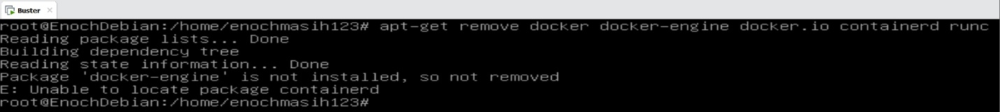 Buster ×
root@EnochDebian:/home/enochmasih123# apt-get remove docker docker-engine docker.io containerd runc
Reading package lists... Done
Building dependency tree
Reading state information... Done
Package 'docker-engine' is not installed, so not removed
E: Unable to locate package containerd
root@EnochDebian:/home/enochmasih123#